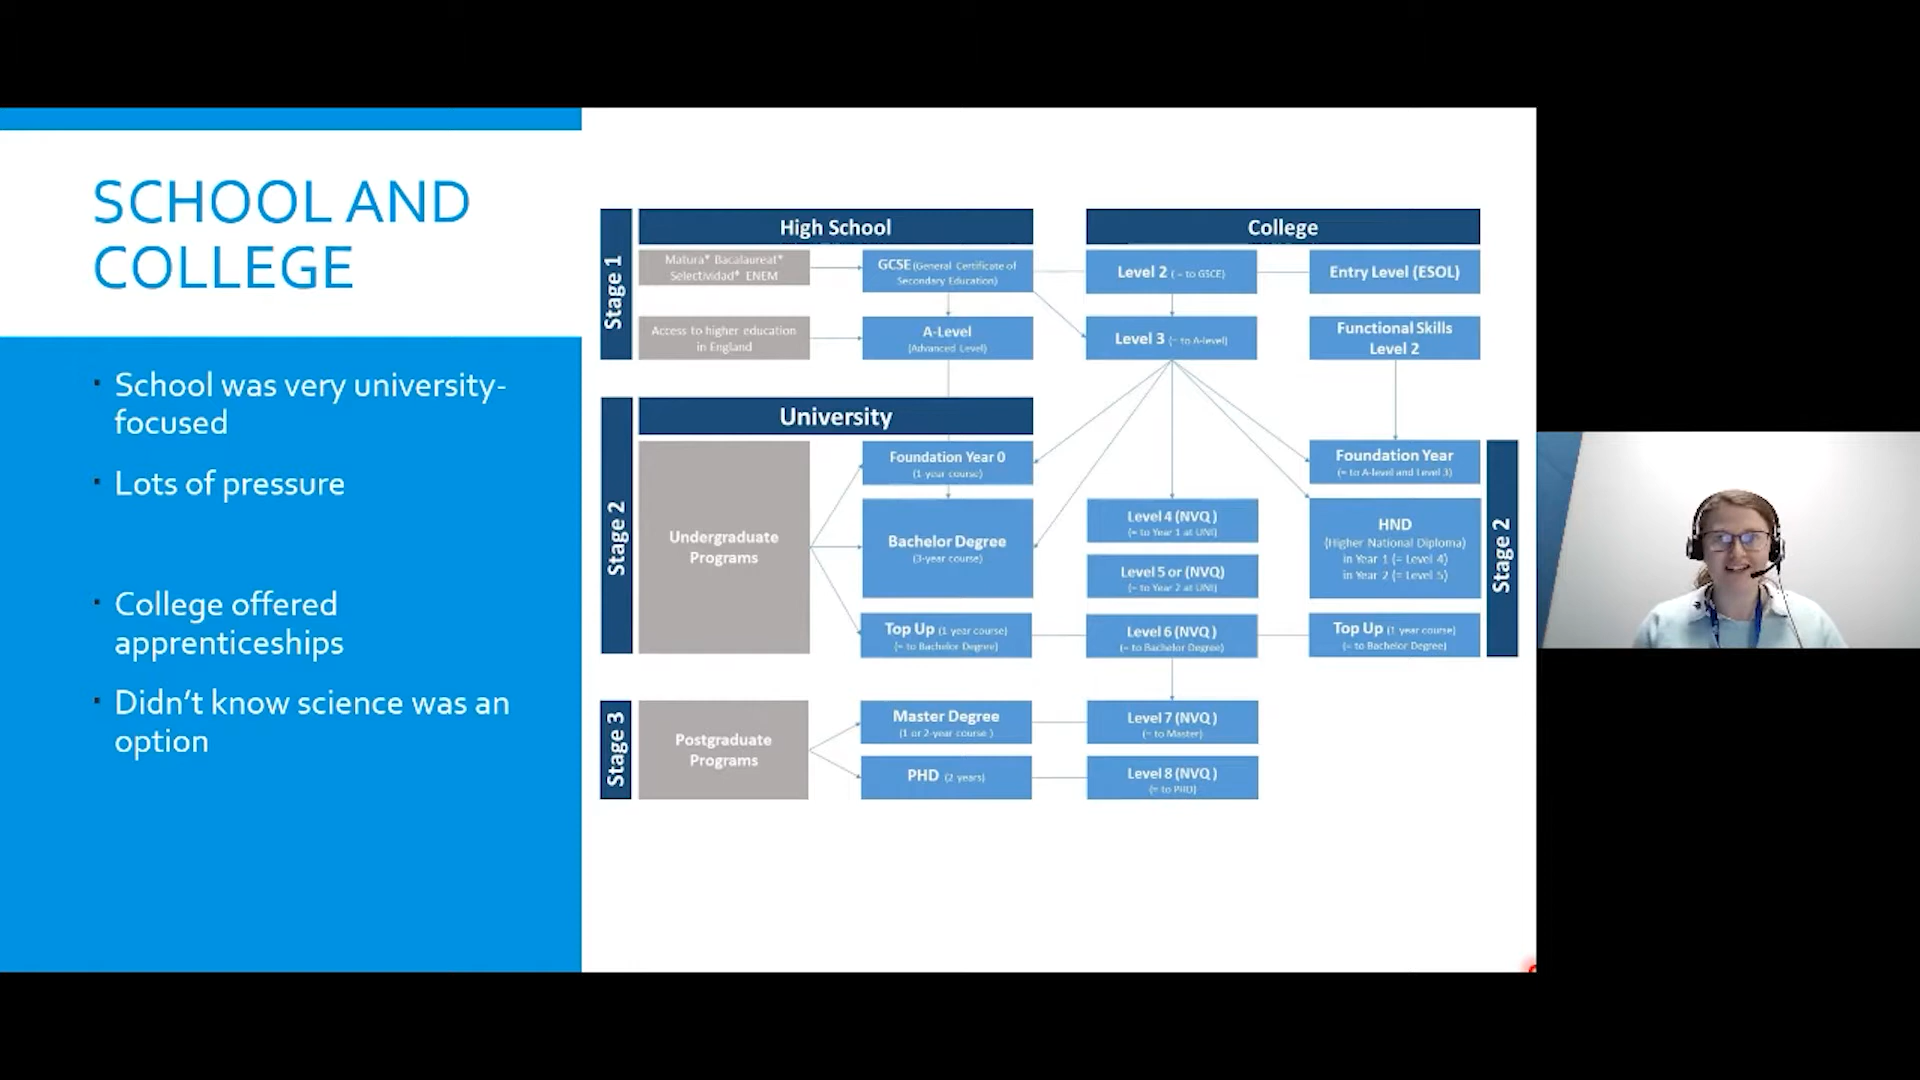 SCHOOL AND
COLLEGE
School was very university-
focused
Lots of pressure
College offered
apprenticeships
Didn't know science was an
option
Stage 1
High School
Matura* Bacalaureat*
Selectividad* ENEM
GCSE (General Certificate of
Secondary Education)
Access to higher education
in England
A-Level
(Advanced Level)
College
Level 2 ( = to GSCE)
Entry Level (ESOL)
Level 3 (= to A-level)
Functional Skills
Level 2
Stage 2
University
Undergraduate
Programs
Foundation Year 0
(1-year course)
Bachelor Degree
(3-year course)
Top Up (1 year course)
(= to Bachelor Degree)
Level 4 (NVQ )
(= to Year 1 at UNI)
Level 5 or (NVQ)
(= to Year 2 at UNI)
Level 6 (NVQ )
(= to Bachelor Degree)
Foundation Year
(= to A-level and Level 3)
HND
(Higher National Diploma)
in Year 1 (= Level 4)
in Year 2 (= Level 5)
Top Up (1 year course)
(= to Bachelor Degree)
Stage 2
Stage 3
Postgraduate
Programs
Master Degree
(1 or 2-year course )
PHD (2 years)
Level 7 (NVQ )
(= to Master)
Level 8 (NVQ )
(= to PHD)